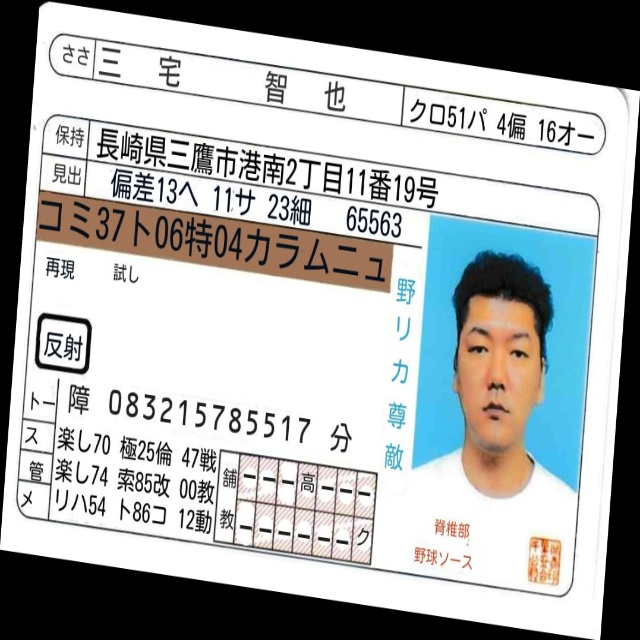 ささ 三宅 智也 クロ51パ 4偏 16オー
保持 長崎県三鷹市港南2丁目11番19号
見出 偏差13へ 11サ 23細 65563
コミ37ト06特04カラムニュ
再現 試し
野リカ尊敵
反射
障 083215785517 分
トースー管メ
楽し70 極25倫 47戦
楽し74 索85改 00教
リハ54 ト86コ 12動
舗教
ーーー高ーーー
ーーーーーーク
脊椎部
野球ソース